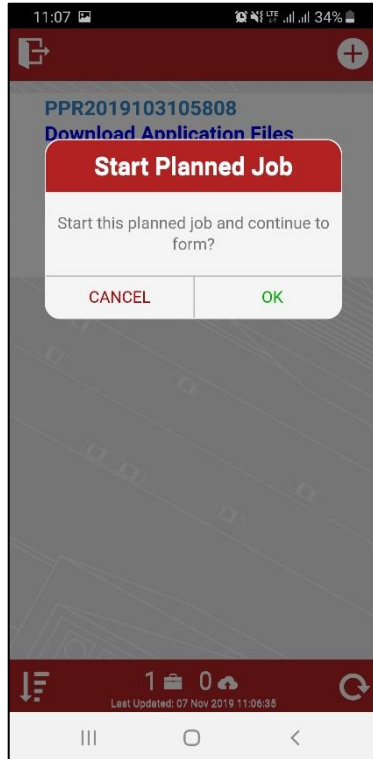 11:07 LTE 34%
PPR2019103105808
Download Application Files
Start Planned Job
Start this planned job and continue to
form?
CANCEL OK
1 0
Last Updated: 07 Nov 2019 11:06:35